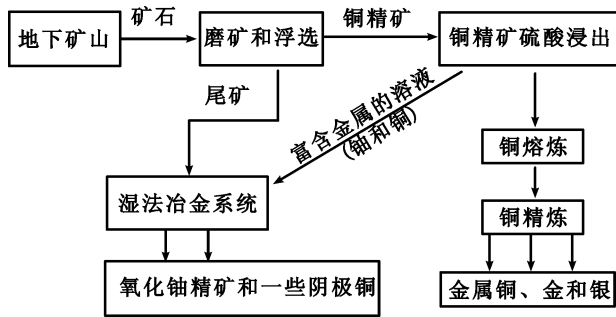 地下矿山
矿石
磨矿和浮选
铜精矿
铜精矿硫酸浸出
尾矿
富含金属的溶液
(铀和铜)
铜熔炼
湿法冶金系统
铜精炼
氧化铀精矿和一些阴极铜
金属铜、金和银